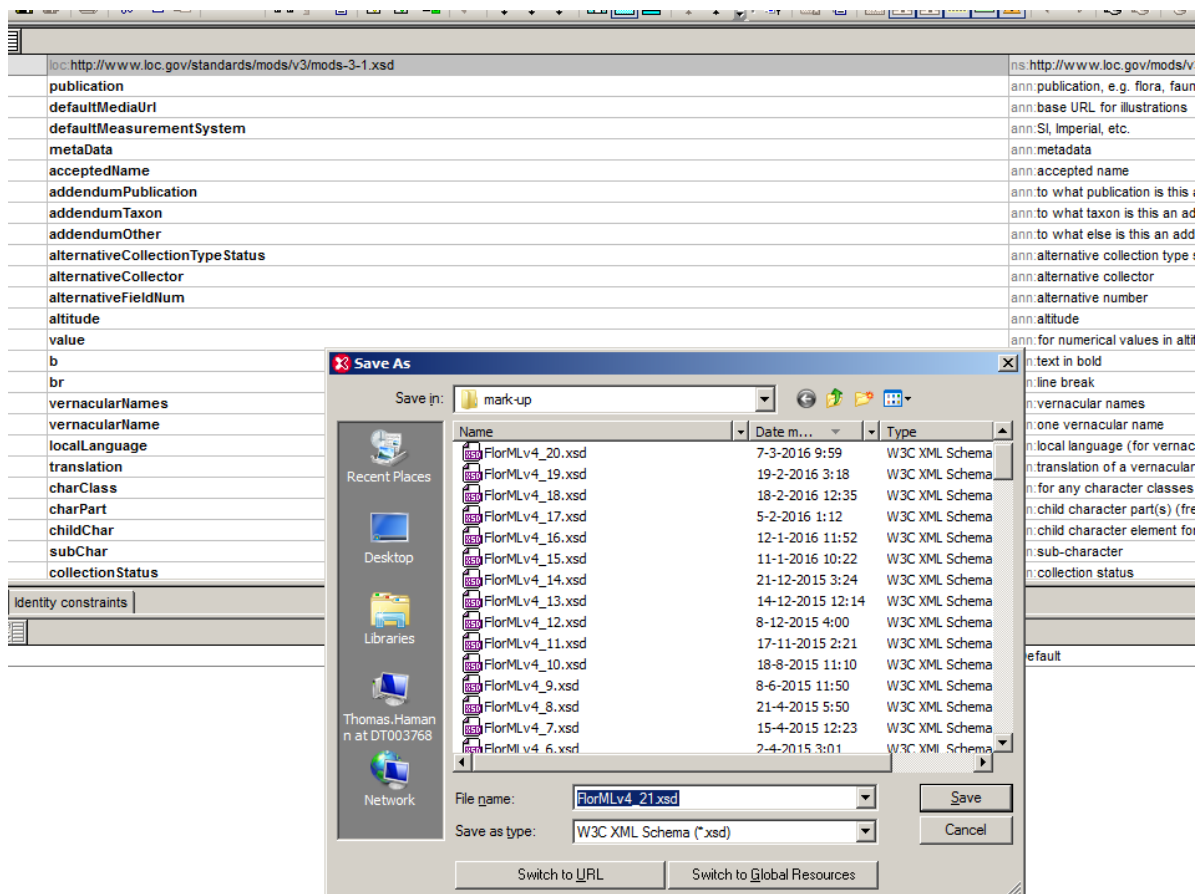 loc:http://www.loc.gov/standards/mods/v3/mods-3-1.xsd ns:http://www.loc.gov/mods/v
publication ann:publication, e.g. flora, faun
defaultMediaUrl ann:base URL for illustrations
defaultMeasurementSystem ann:SI, Imperial, etc.
metaData ann:metadata
acceptedName ann:accepted name
addendumPublication ann:to what publication is this a
addendumTaxon ann:to what taxon is this an ad
addendumOther ann:to what else is this an add
alternativeCollectionTypeStatus ann:alternative collection type s
alternativeCollector ann:alternative collector
alternativeFieldNum ann:alternative number
altitude ann:altitude
value ann:for numerical values in altit
b n:text in bold
br n:line break
vernacularNames n:vernacular names
vernacularName n:one vernacular name
localLanguage n:local language (for vernac
translation n:translation of a vernacular
charClass n:for any character classes
charPart n:child character part(s) (fre
childChar n:child character element for
subChar n:sub-character
collectionStatus n:collection status
Identity constraints
efault
Save As
Save in: mark-up
Name Date m... Type
FlorMLv4_20.xsd 7-3-2016 9:59 W3C XML Schema
FlorMLv4_19.xsd 19-2-2016 3:18 W3C XML Schema
FlorMLv4_18.xsd 18-2-2016 12:35 W3C XML Schema
FlorMLv4_17.xsd 5-2-2016 1:12 W3C XML Schema
FlorMLv4_16.xsd 12-1-2016 11:52 W3C XML Schema
FlorMLv4_15.xsd 11-1-2016 10:22 W3C XML Schema
FlorMLv4_14.xsd 21-12-2015 3:24 W3C XML Schema
FlorMLv4_13.xsd 14-12-2015 12:14 W3C XML Schema
FlorMLv4_12.xsd 8-12-2015 4:00 W3C XML Schema
FlorMLv4_11.xsd 17-11-2015 2:21 W3C XML Schema
FlorMLv4_10.xsd 18-8-2015 11:10 W3C XML Schema
FlorMLv4_9.xsd 8-6-2015 11:50 W3C XML Schema
FlorMLv4_8.xsd 21-4-2015 5:50 W3C XML Schema
FlorMLv4_7.xsd 15-4-2015 12:23 W3C XML Schema
FlorMLv4_6.xsd 2-4-2015 3:01 W3C XML Schema
Recent Places
Desktop
Libraries
Thomas.Haman
n at DT003768
Network
File name: FlorMLv4_21.xsd Save
Save as type: W3C XML Schema (*.xsd) Cancel
Switch to URL Switch to Global Resources